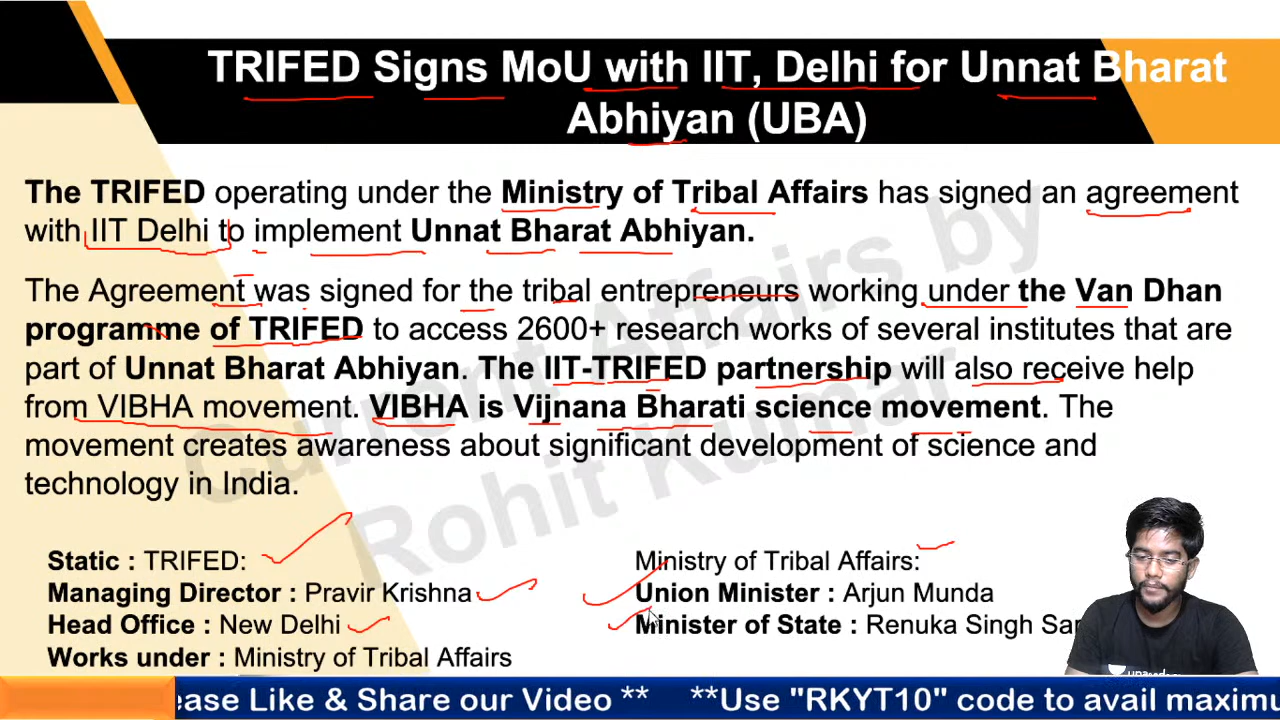 TRIFED Signs MoU with IIT, Delhi for Unnat Bharat
Abhiyan (UBA)
The TRIFED operating under the Ministry of Tribal Affairs has signed an agreement
with IIT Delhi to implement Unnat Bharat Abhiyan.
The Agreement was signed for the tribal entrepreneurs working under the Van Dhan
programme of TRIFED to access 2600+ research works of several institutes that are
part of Unnat Bharat Abhiyan. The IIT-TRIFED partnership will also receive help
from VIBHA movement. VIBHA is Vijnana Bharati science movement. The
movement creates awareness about significant development of science and
technology in India.
Current Affairs by
Rohit Kumar
Static : TRIFED:
Managing Director : Pravir Krishna
Head Office : New Delhi
Works under : Ministry of Tribal Affairs
Ministry of Tribal Affairs:
Union Minister : Arjun Munda
Minister of State : Renuka Singh
ease Like & Share our Video ** **Use "RKYT10" code to avail maximu